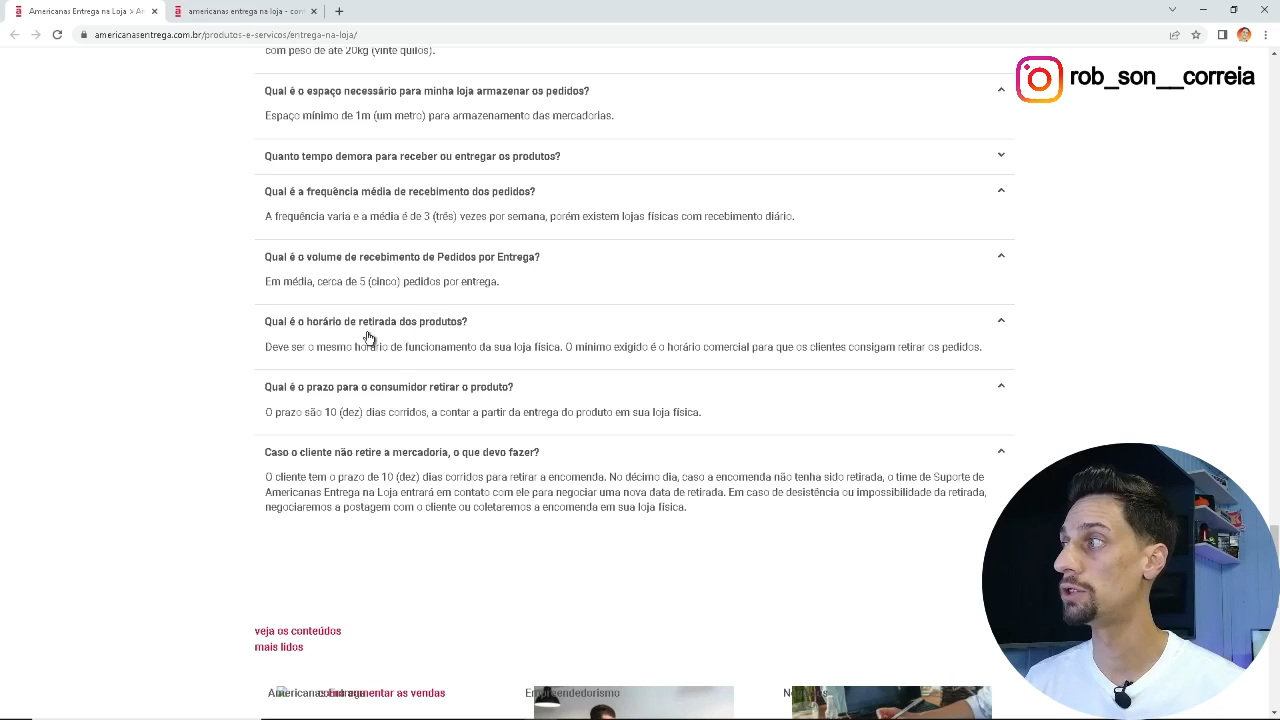 Americanas Entrega na Loja > Ar
americanas entrega na loja - com
americanasentrega.com.br/produtos-e-servicos/entrega-na-loja/
rob_son__correia
com peso de até 20kg (vinte quilos).
Qual é o espaço necessário para minha loja armazenar os pedidos?
Espaço mínimo de 1m (um metro) para armazenamento das mercadorias.
Quanto tempo demora para receber ou entregar os produtos?
Qual é a frequência média de recebimento dos pedidos?
A frequência varia e a média é de 3 (três) vezes por semana, porém existem lojas físicas com recebimento diário.
Qual é o volume de recebimento de Pedidos por Entrega?
Em média, cerca de 5 (cinco) pedidos por entrega.
Qual é o horário de retirada dos produtos?
Deve ser o mesmo horário de funcionamento da sua loja física. O mínimo exigido é o horário comercial para que os clientes consigam retirar os pedidos.
Qual é o prazo para o consumidor retirar o produto?
O prazo são 10 (dez) dias corridos, a contar a partir da entrega do produto em sua loja física.
Caso o cliente não retire a mercadoria, o que devo fazer?
O cliente tem o prazo de 10 (dez) dias corridos para retirar a encomenda. No décimo dia, caso a encomenda não tenha sido retirada, o time de Suporte de
Americanas Entrega na Loja entrará em contato com ele para negociar uma nova data de retirada. Em caso de desistência ou impossibilidade da retirada,
negociaremos a postagem com o cliente ou coletaremos a encomenda em sua loja física.
veja os conteúdos
mais lidos
Americanas Entrega aumentar as vendas
Empreendedorismo